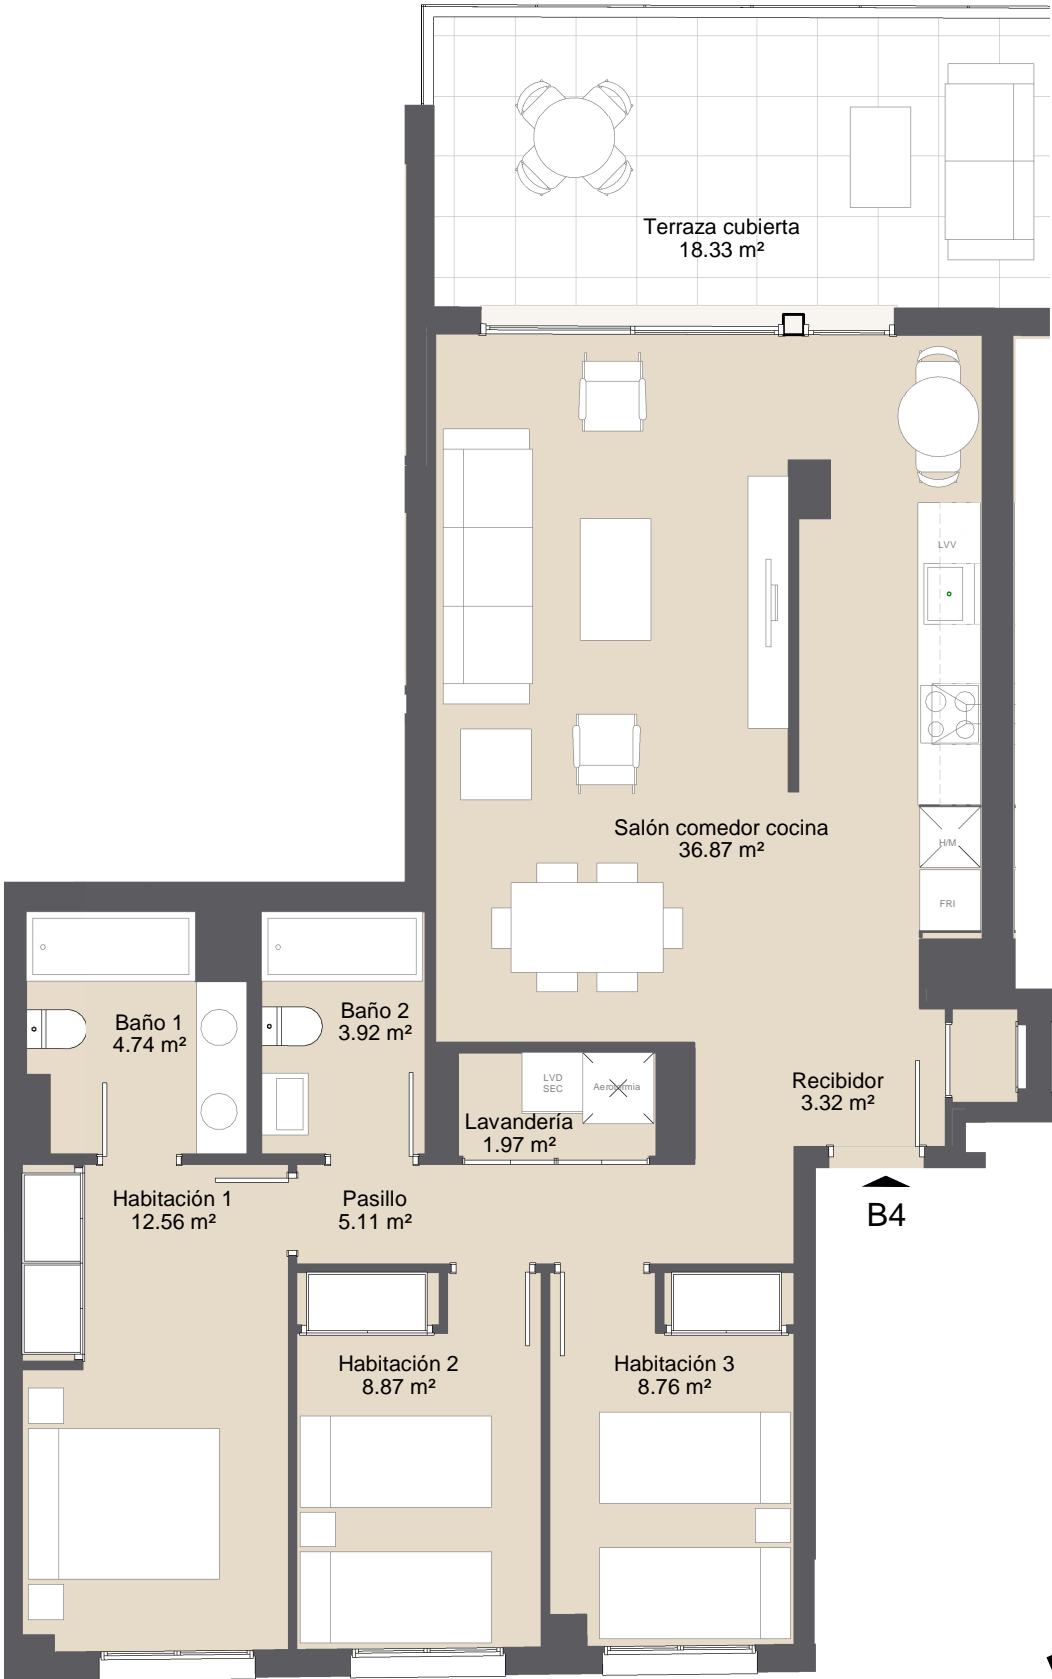 Terraza cubierta
18.33 m²
LVV
Salón comedor cocina
36.87 m²
H/M
FRI
Baño 1
4.74 m²
Baño 2
3.92 m²
LVD
SEC
Aerotermia
Lavandería
1.97 m²
Recibidor
3.32 m²
Habitación 1
12.56 m²
Pasillo
5.11 m²
B4
Habitación 2
8.87 m²
Habitación 3
8.76 m²